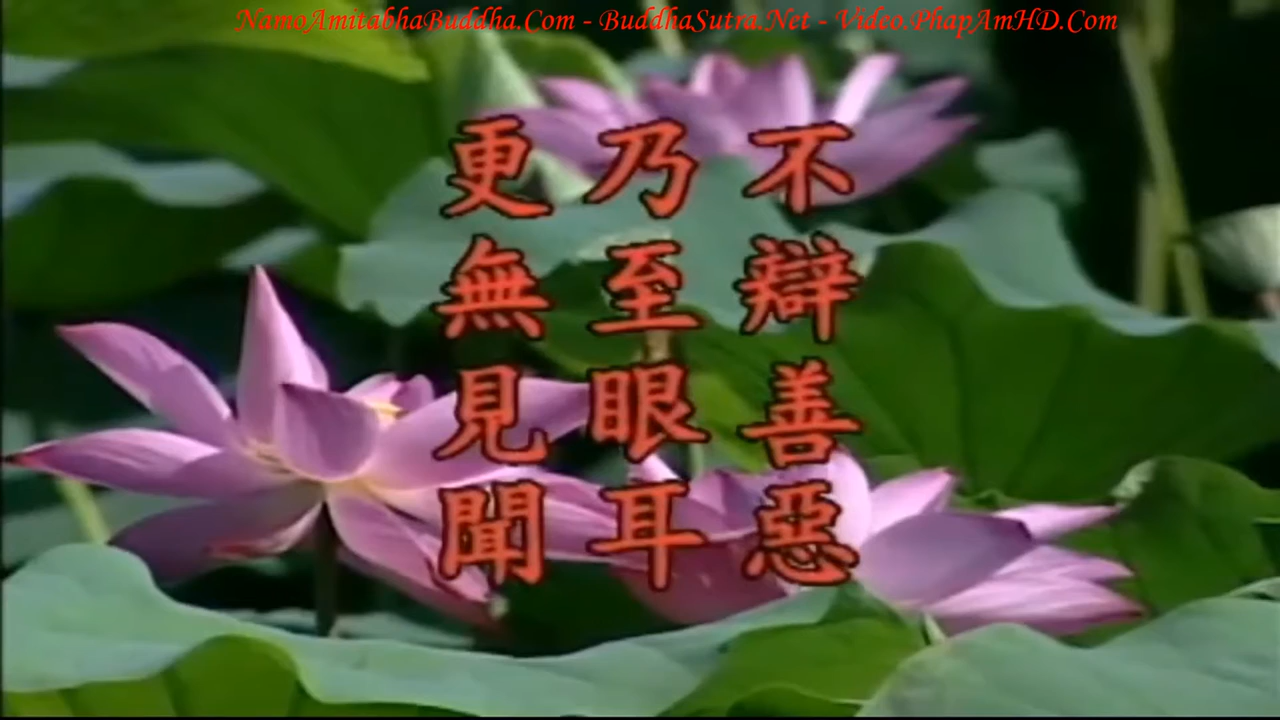 NamoAmitabhaBuddha.Com - BuddhaSutra.Net - Video.PhapAmHD.Com
不辯善惡
乃至眼耳
更無見聞